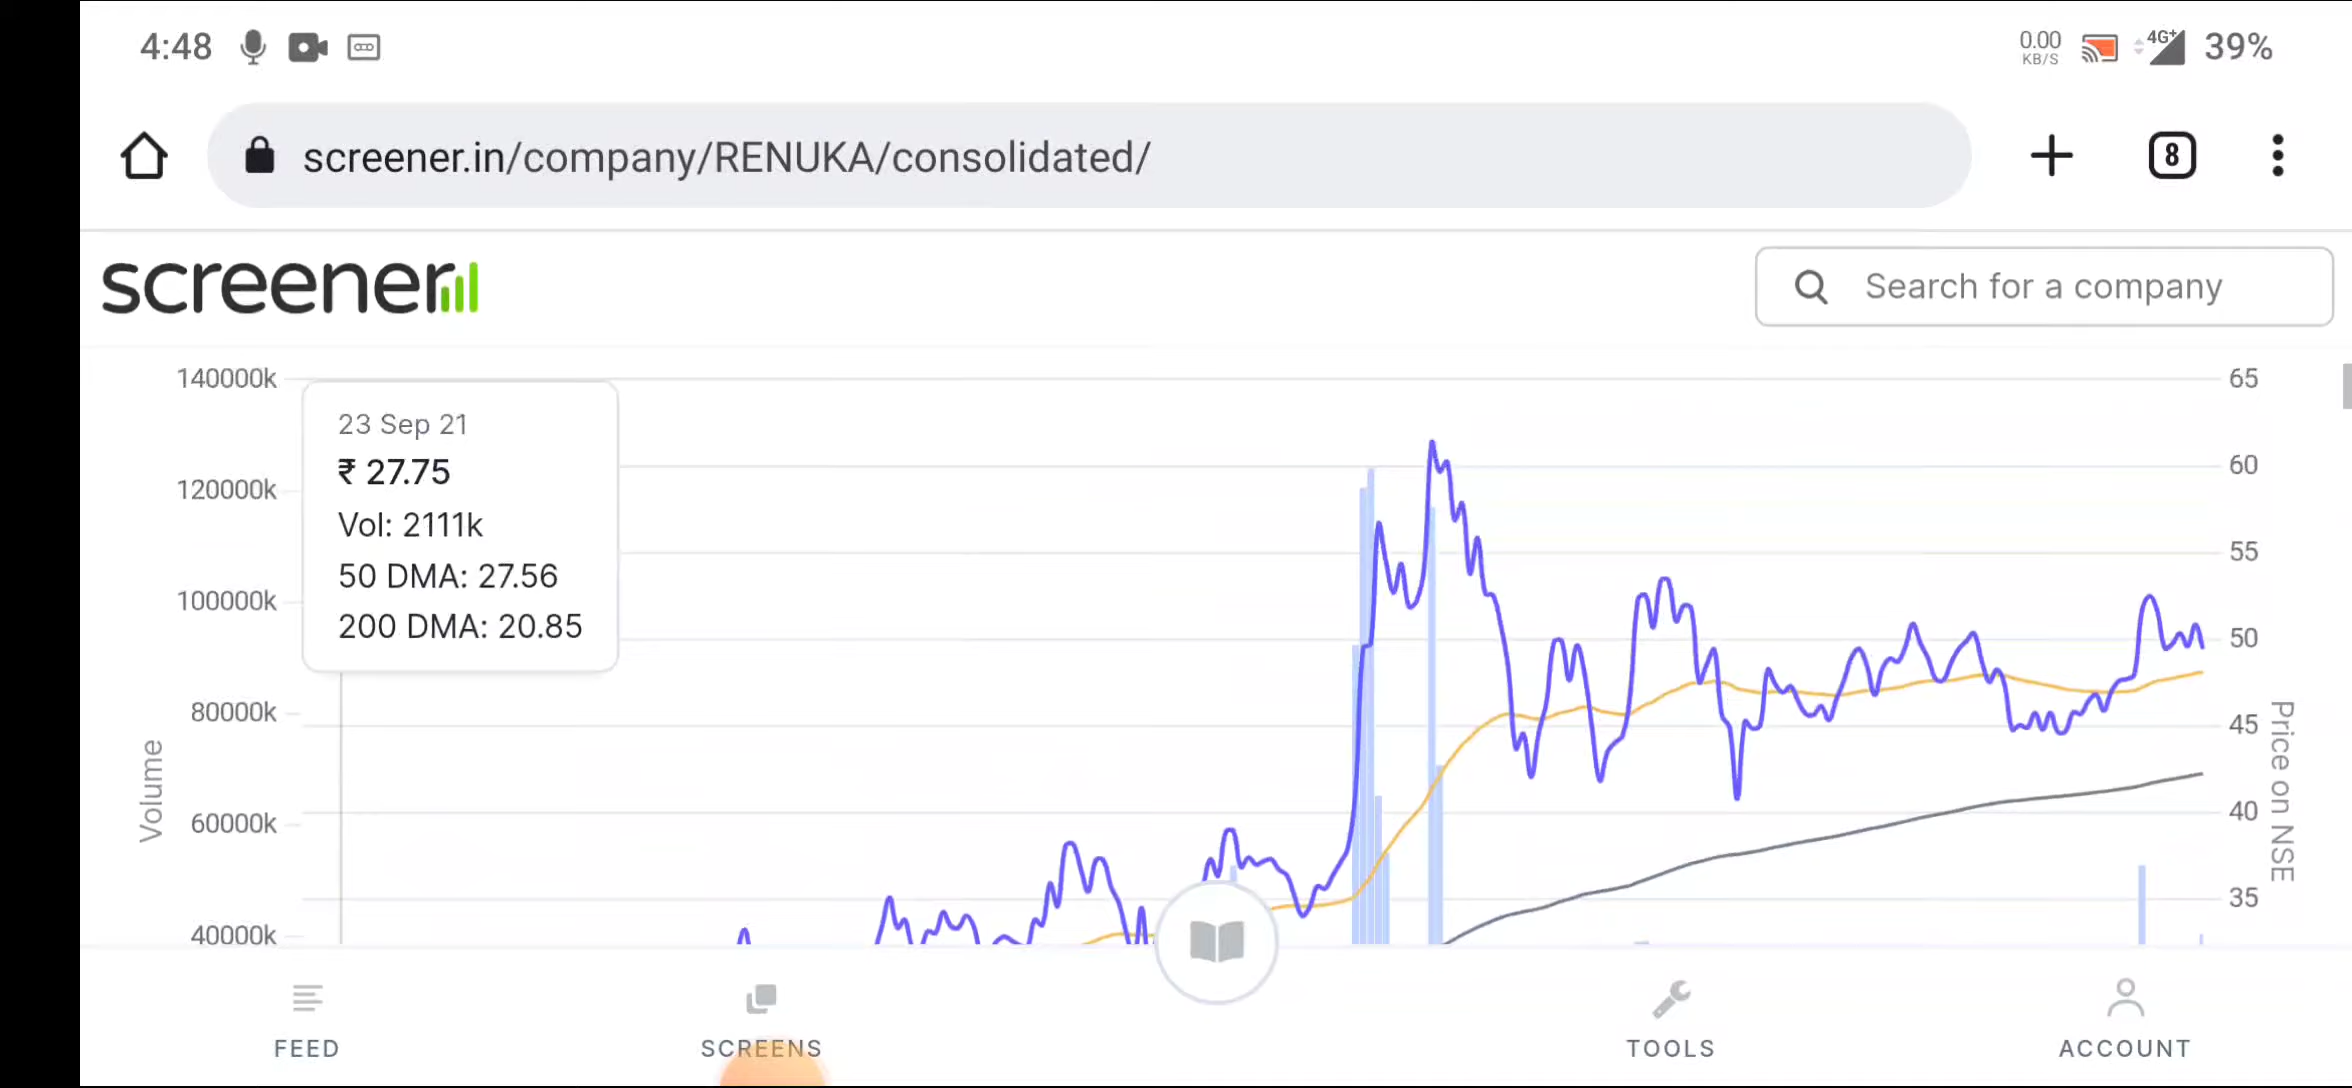 4:48
0.00
KB/S
4G+
39%
screener.in/company/RENUKA/consolidated/
8
screener
Search for a company
140000k
120000k
100000k
80000k
60000k
40000k
Volume
23 Sep 21
₹ 27.75
Vol: 2111k
50 DMA: 27.56
200 DMA: 20.85
65
60
55
50
45
40
35
Price on NSE
FEED
SCREENS
TOOLS
ACCOUNT